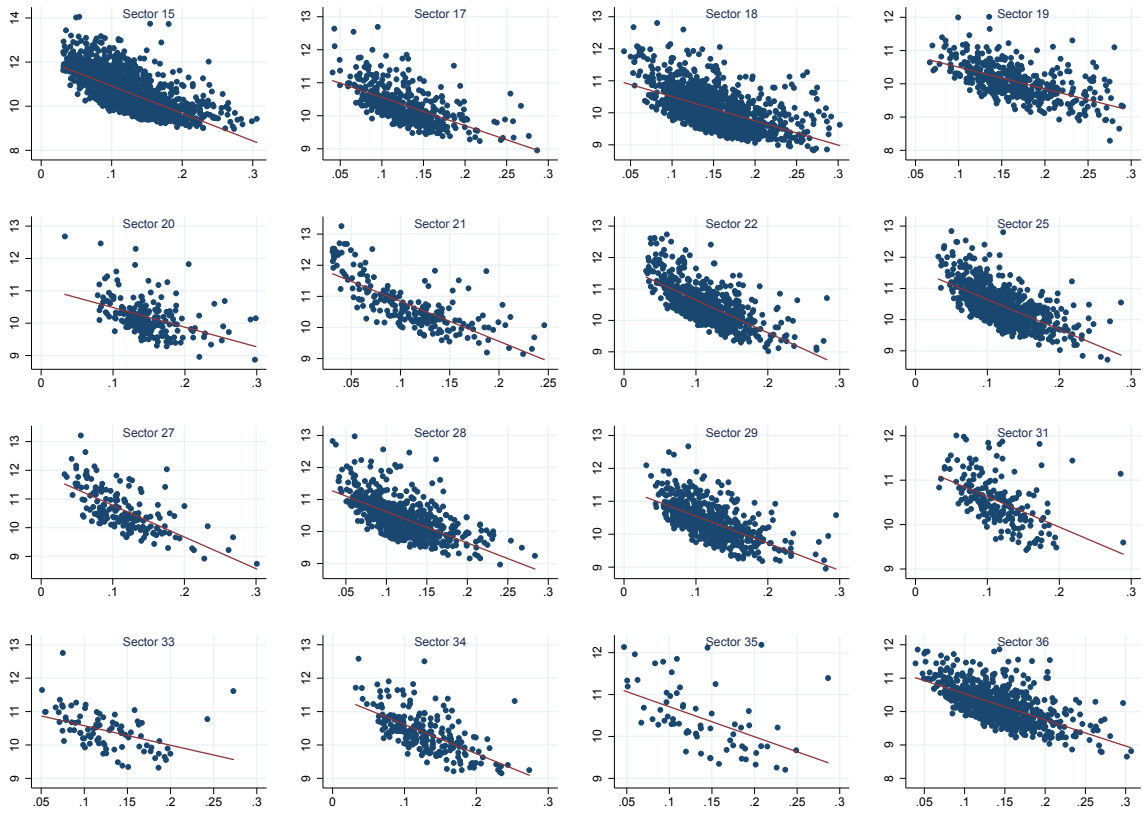 Sector 15
8 10 12 14
0 .1 .2 .3
Sector 17
9 10 11 12 13
.05 .1 .15 .2 .25 .3
Sector 18
9 10 11 12 13
.05 .1 .15 .2 .25 .3
Sector 19
8 9 10 11 12
.05 .1 .15 .2 .25 .3
Sector 20
9 10 11 12 13
0 .1 .2 .3
Sector 21
9 10 11 12 13
.05 .1 .15 .2 .25
Sector 22
9 10 11 12 13
0 .1 .2 .3
Sector 25
9 10 11 12 13
0 .1 .2 .3
Sector 27
9 10 11 12 13
0 .1 .2 .3
Sector 28
9 10 11 12 13
.05 .1 .15 .2 .25 .3
Sector 29
9 10 11 12 13
0 .1 .2 .3
Sector 31
9 10 11 12
0 .1 .2 .3
Sector 33
9 10 11 12 13
.05 .1 .15 .2 .25 .3
Sector 34
9 10 11 12 13
0 .1 .2 .3
Sector 35
9 10 11 12
.05 .1 .15 .2 .25 .3
Sector 36
8 9 10 11 12
.05 .1 .15 .2 .25 .3